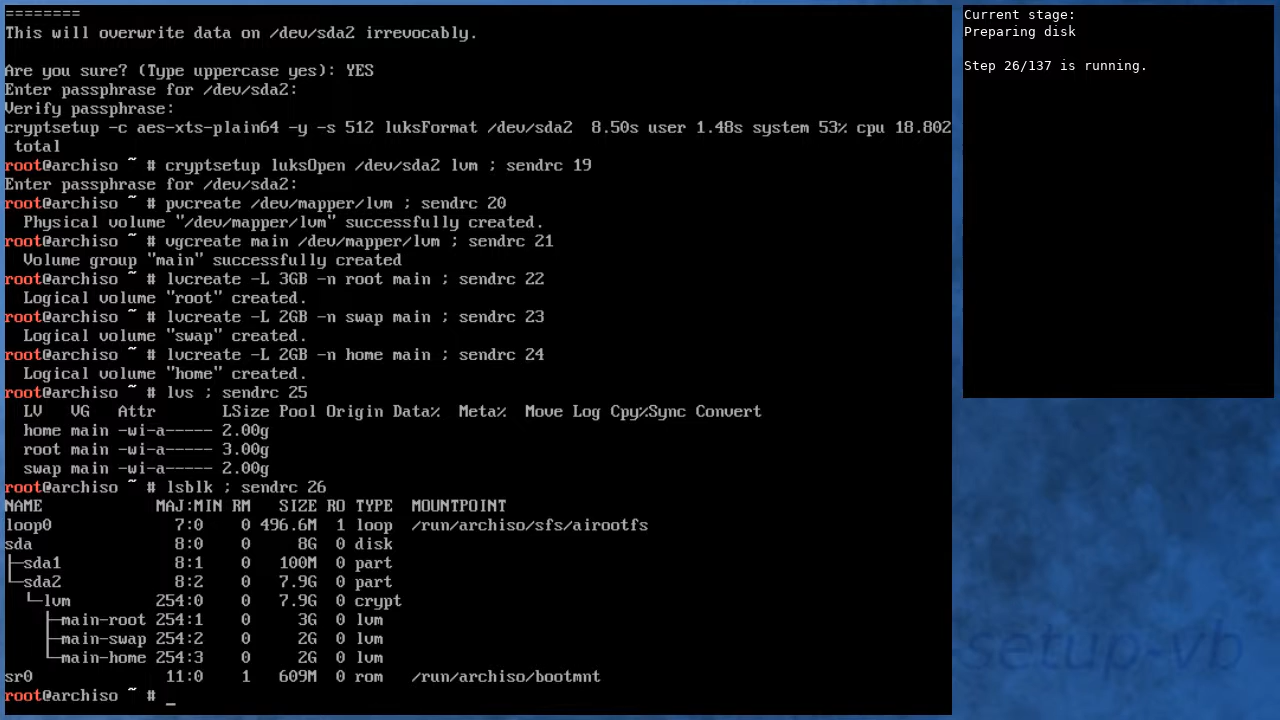 ========
This will overwrite data on /dev/sda2 irrevocably.
Are you sure? (Type uppercase yes): YES
Enter passphrase for /dev/sda2:
Verify passphrase:
cryptsetup -c aes-xts-plain64 -y -s 512 luksFormat /dev/sda2  8.50s user 1.48s system 53% cpu 18.802
 total
root@archiso ~ # cryptsetup luksOpen /dev/sda2 lvm ; sendrc 19
Enter passphrase for /dev/sda2:
root@archiso ~ # pvcreate /dev/mapper/lvm ; sendrc 20
  Physical volume "/dev/mapper/lvm" successfully created.
root@archiso ~ # vgcreate main /dev/mapper/lvm ; sendrc 21
  Volume group "main" successfully created
root@archiso ~ # lvcreate -L 3GB -n root main ; sendrc 22
  Logical volume "root" created.
root@archiso ~ # lvcreate -L 2GB -n swap main ; sendrc 23
  Logical volume "swap" created.
root@archiso ~ # lvcreate -L 2GB -n home main ; sendrc 24
  Logical volume "home" created.
root@archiso ~ # lvs ; sendrc 25
  LV   VG   Attr       LSize Pool Origin Data%  Meta%  Move Log Cpy%Sync Convert
  home main -wi-a----- 2.00g
  root main -wi-a----- 3.00g
  swap main -wi-a----- 2.00g
root@archiso ~ # lsblk ; sendrc 26
NAME            MAJ:MIN RM   SIZE RO TYPE  MOUNTPOINT
loop0             7:0    0 496.6M  1 loop  /run/archiso/sfs/airootfs
sda               8:0    0     8G  0 disk
├─sda1            8:1    0   100M  0 part
└─sda2            8:2    0   7.9G  0 part
  └─lvm         254:0    0   7.9G  0 crypt
    ├─main-root 254:1    0     3G  0 lvm
    ├─main-swap 254:2    0     2G  0 lvm
    └─main-home 254:3    0     2G  0 lvm
sr0              11:0    1   609M  0 rom   /run/archiso/bootmnt
root@archiso ~ # _
Current stage:
Preparing disk
Step 26/137 is running.
setup-vb